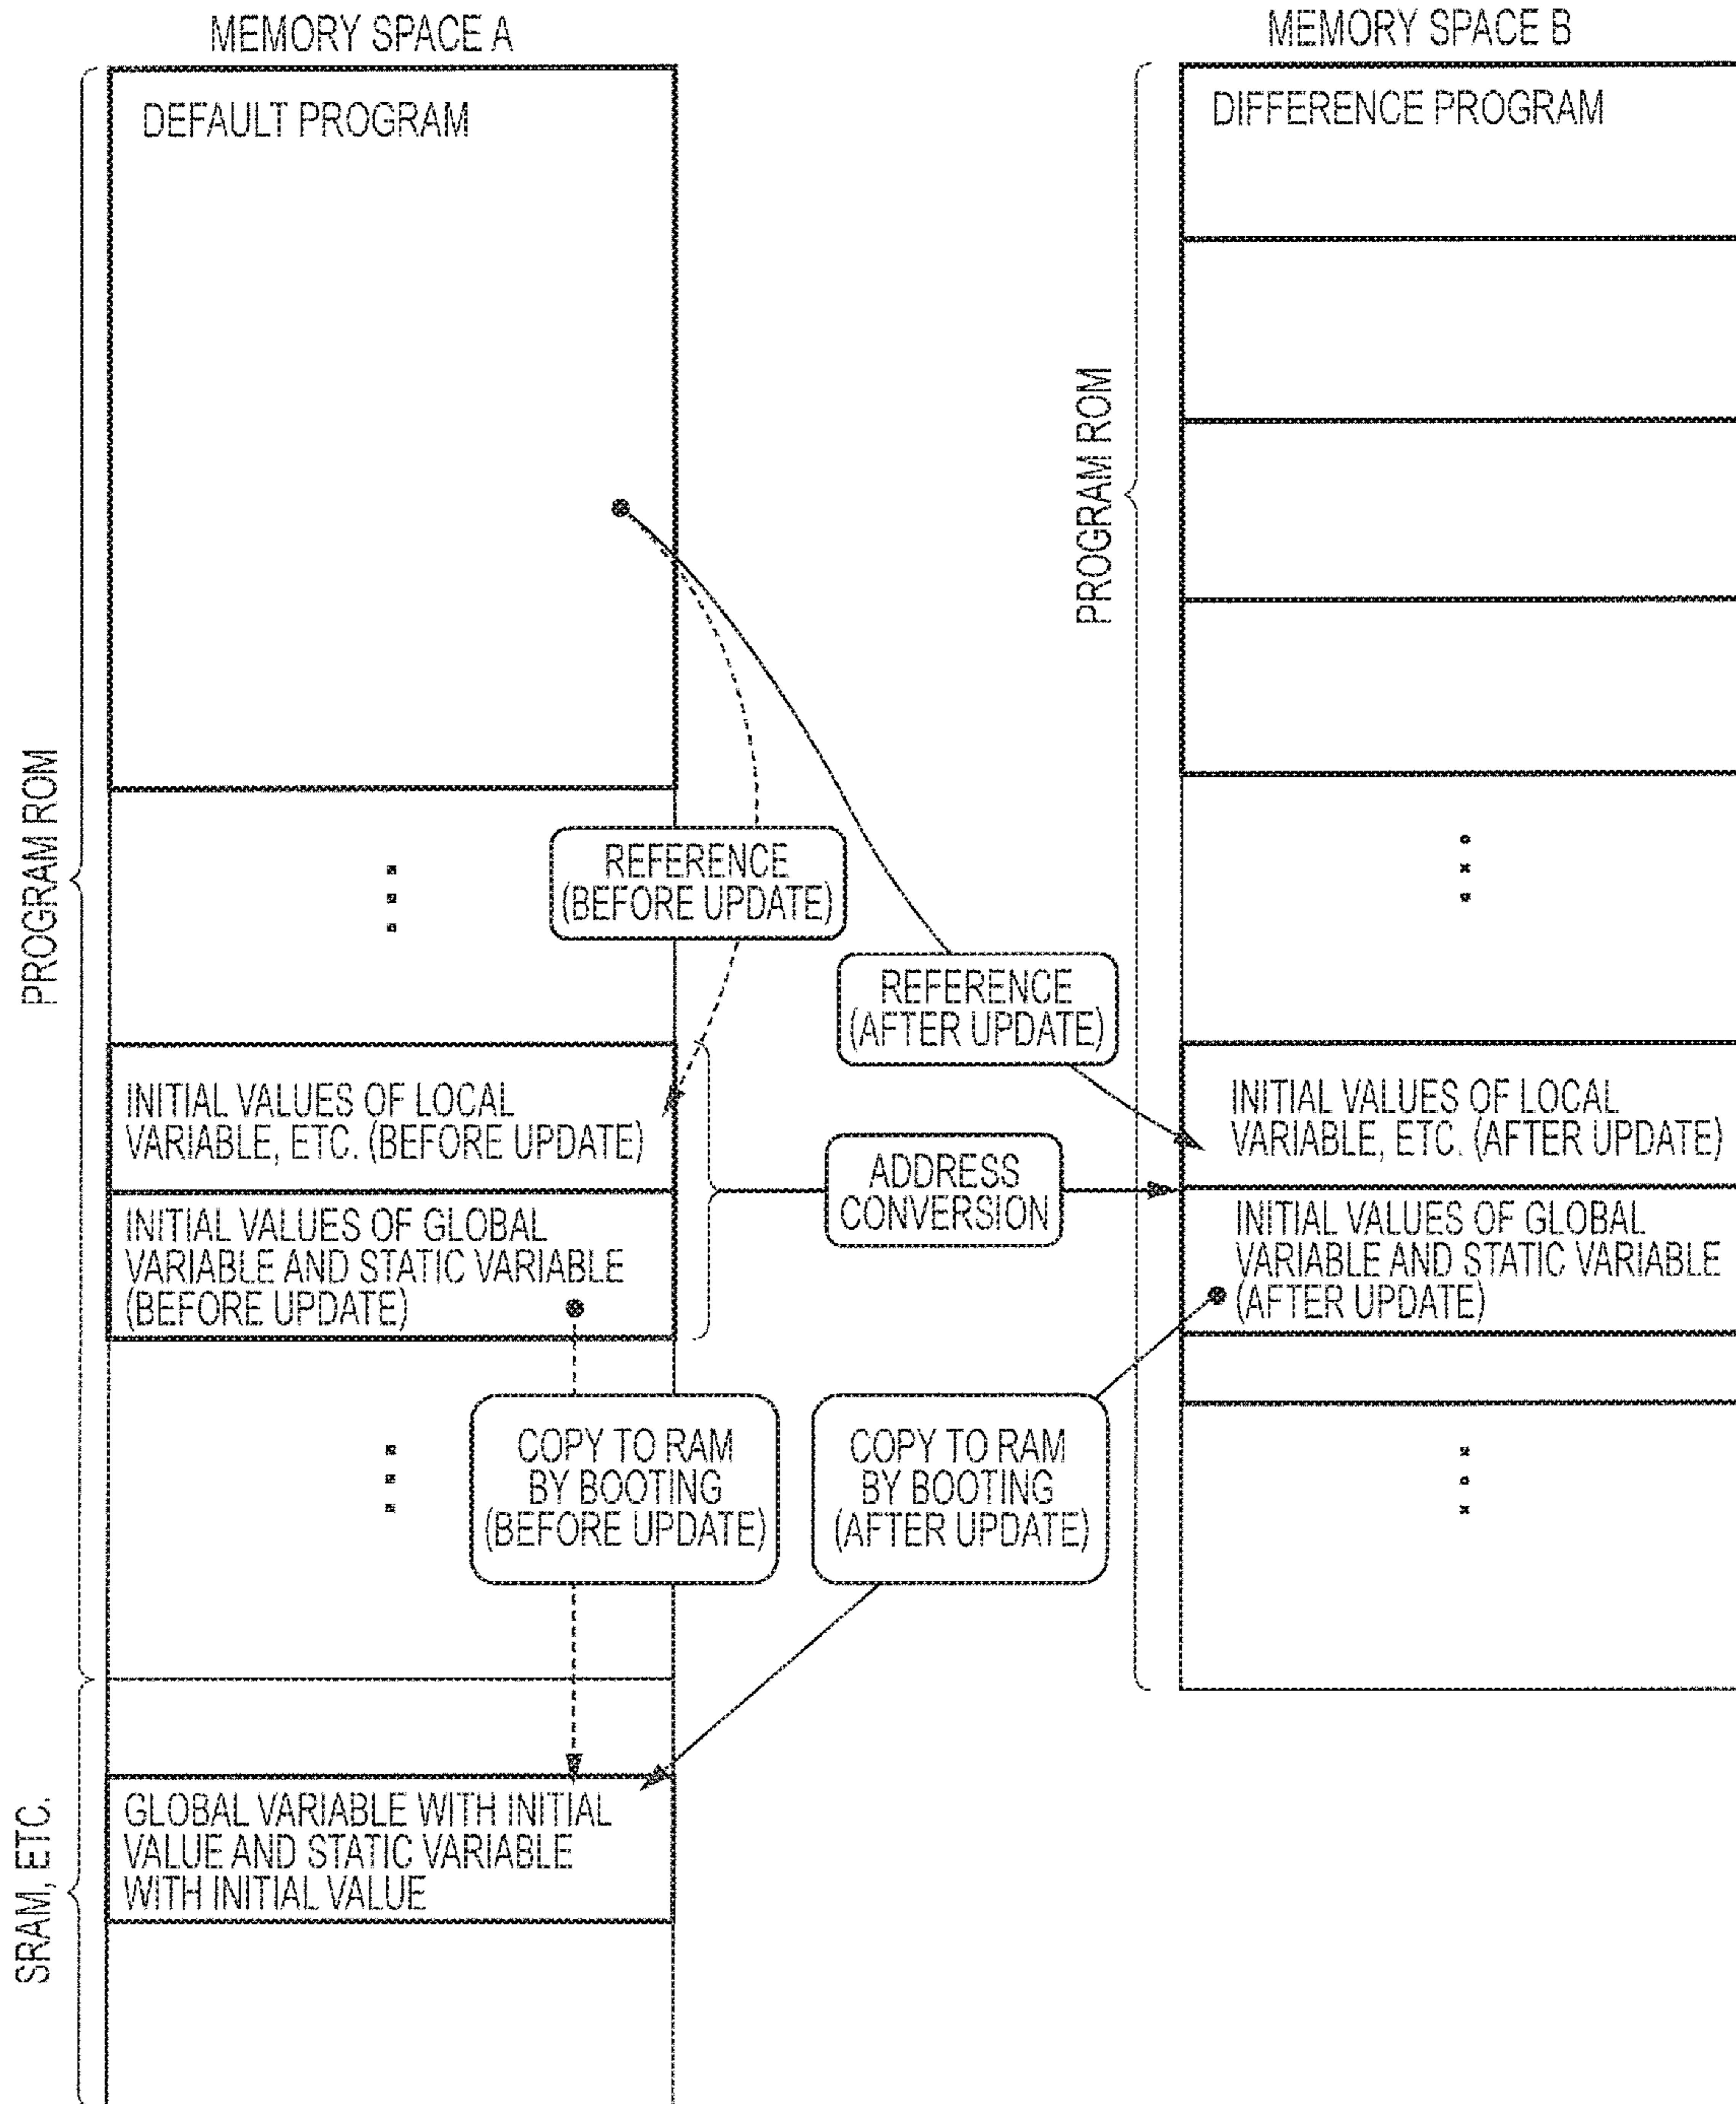 MEMORY SPACE A
DEFAULT PROGRAM
PROGRAM ROM
REFERENCE
(BEFORE UPDATE)
INITIAL VALUES OF LOCAL
VARIABLE, ETC. (BEFORE UPDATE)
INITIAL VALUES OF GLOBAL
VARIABLE AND STATIC VARIABLE
(BEFORE UPDATE)
COPY TO RAM
BY BOOTING
(BEFORE UPDATE)
SRAM, ETC.
GLOBAL VARIABLE WITH INITIAL
VALUE AND STATIC VARIABLE
WITH INITIAL VALUE
REFERENCE
(AFTER UPDATE)
ADDRESS
CONVERSION
COPY TO RAM
BY BOOTING
(AFTER UPDATE)
MEMORY SPACE B
DIFFERENCE PROGRAM
PROGRAM ROM
INITIAL VALUES OF LOCAL
VARIABLE, ETC. (AFTER UPDATE)
INITIAL VALUES OF GLOBAL
VARIABLE AND STATIC VARIABLE
(AFTER UPDATE)